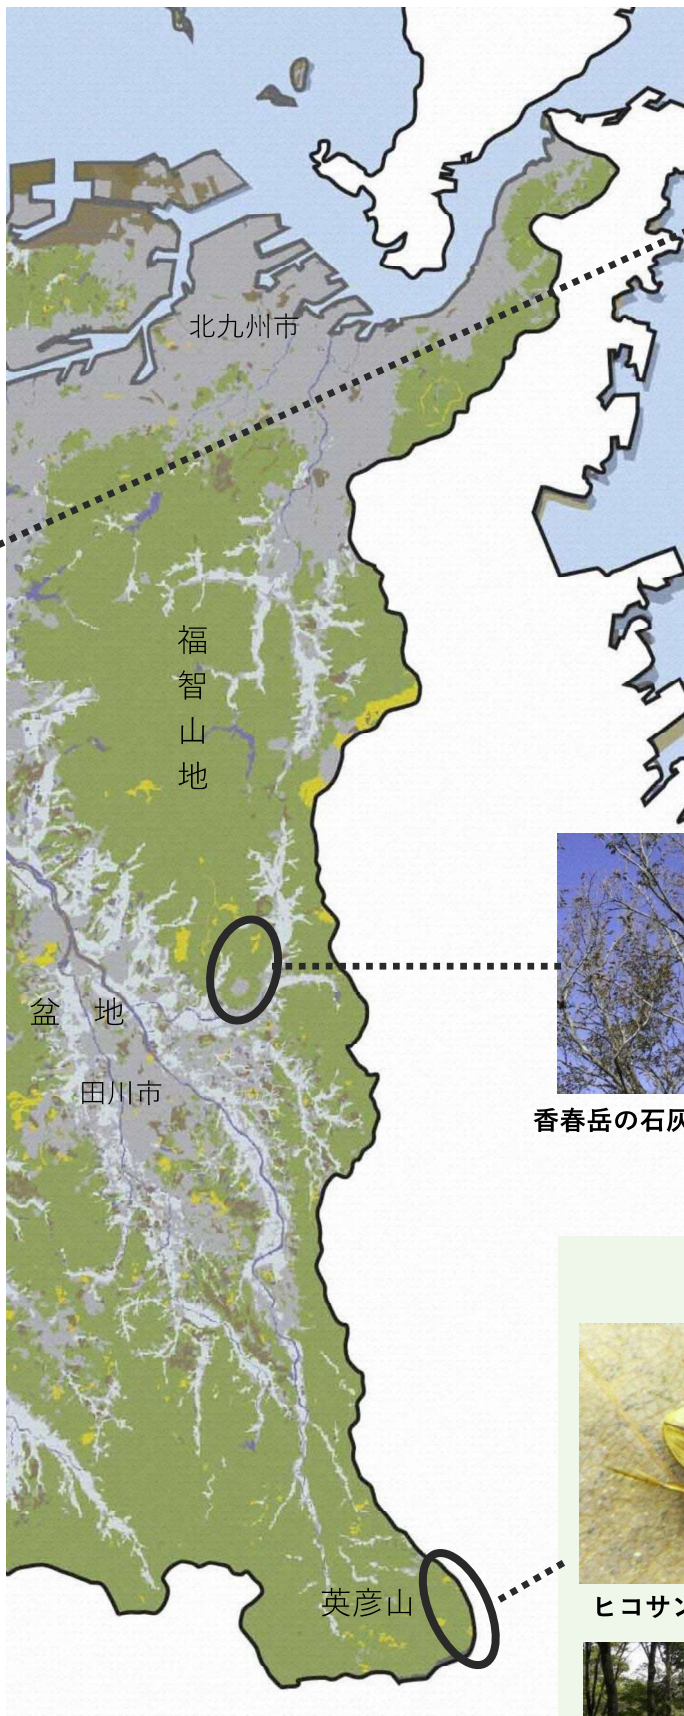 北九州市
福智山地
盆 地
田川市
香春岳の石灰
英彦山
ヒコサン